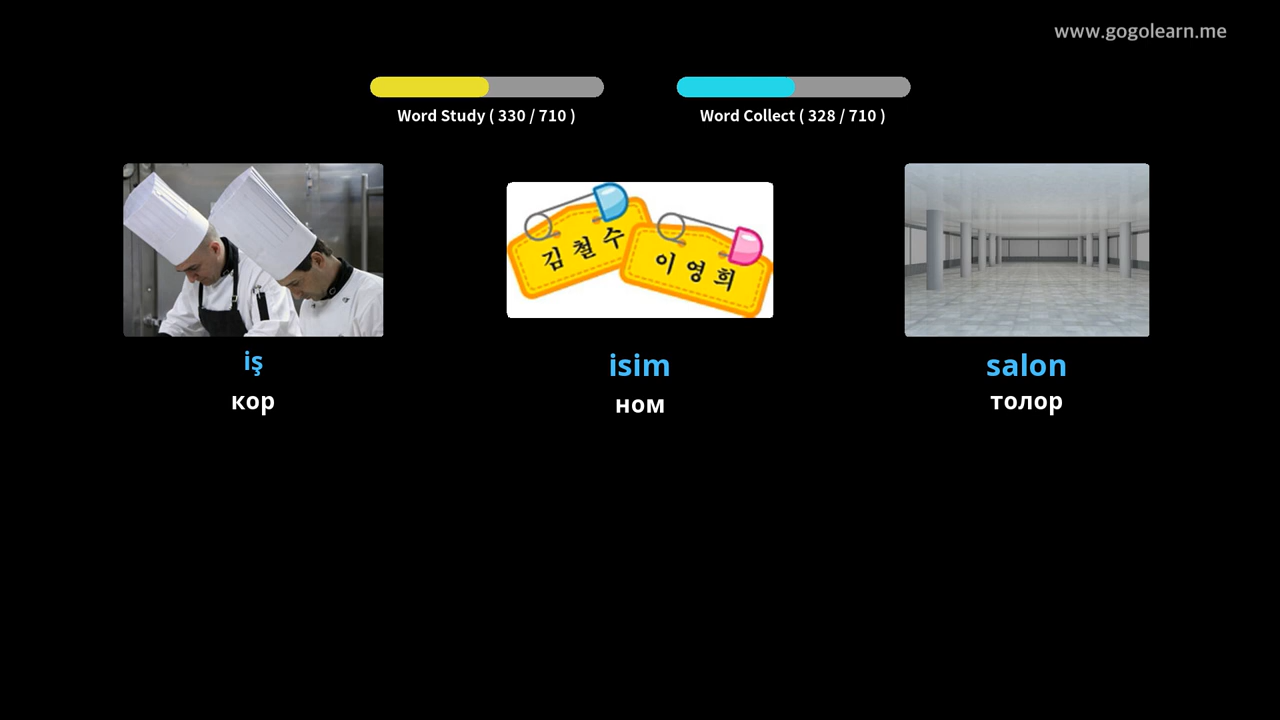 www.gogolearn.me
Word Study ( 330 / 710 )
Word Collect ( 328 / 710 )
김철수
이영희
iş
isim
salon
кор
ном
толор